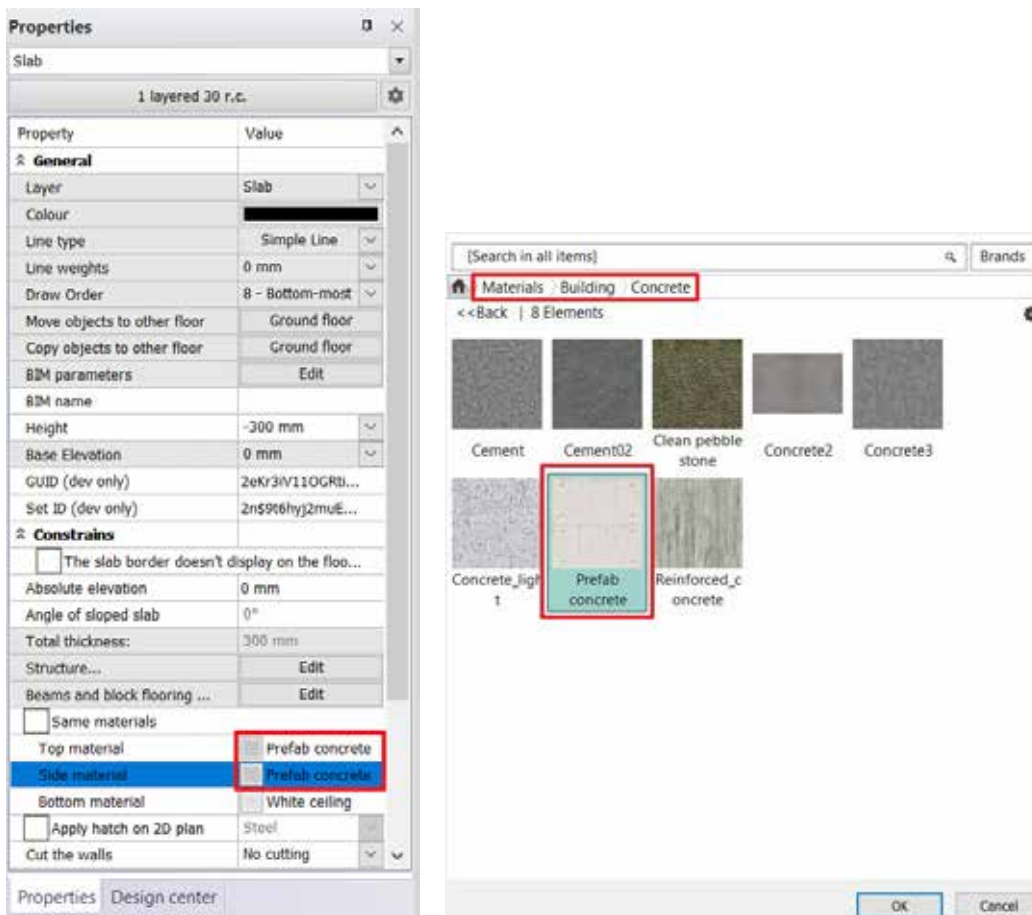 Properties
Slab
1 layered 30 r.c.
Property Value
General
Layer Slab
Colour
Line type Simple Line
Line weights 0 mm
Draw Order 8 - Bottom-most
Move objects to other floor Ground floor
Copy objects to other floor Ground floor
BIM parameters Edit
BIM name
Height -300 mm
Base Elevation 0 mm
GUID (dev only)
Set ID (dev only)
Constrains
The slab border doesn't display on the floo...
Absolute elevation 0 mm
Angle of sloped slab 0°
Total thickness: 300 mm
Structure... Edit
Beams and block flooring ... Edit
Same materials
Top material Prefab concrete
Side material Prefab concrete
Bottom material White ceiling
Apply hatch on 2D plan Steel
Cut the walls No cutting
Properties Design center
[Search in all items] Brands
Materials Building Concrete
<<Back | 8 Elements
Cement Cement02 Clean pebble stone Concrete2 Concrete3
Concrete_light Prefab concrete Reinforced_concrete
OK Cancel